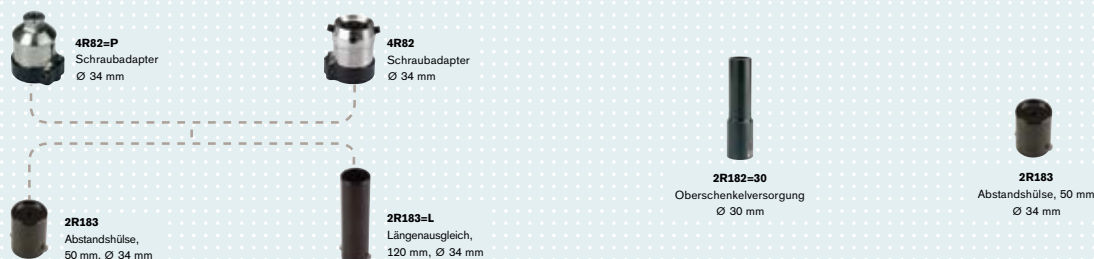 4R82=P
Schraubadapter
Ø 34 mm
4R82
Schraubadapter
Ø 34 mm
2R183
Abstandshülse,
50 mm, Ø 34 mm
2R183=L
Längenausgleich,
120 mm, Ø 34 mm
2R182=30
Oberschenkelversorgung
Ø 30 mm
2R183
Abstandshülse, 50 mm
Ø 34 mm